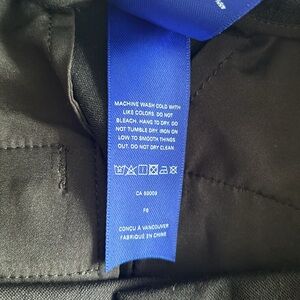 MACHINE WASH COLD WITH
LIKE COLORS. DO NOT
BLEACH. HANG TO DRY. DO
NOT TUMBLE DRY. IRON ON
LOW TO SMOOTH THINGS
OUT. DO NOT DRY CLEAN
CA 93009
F6
CONÇU À VANCOUVER
FABRIQUÉ EN CHINE